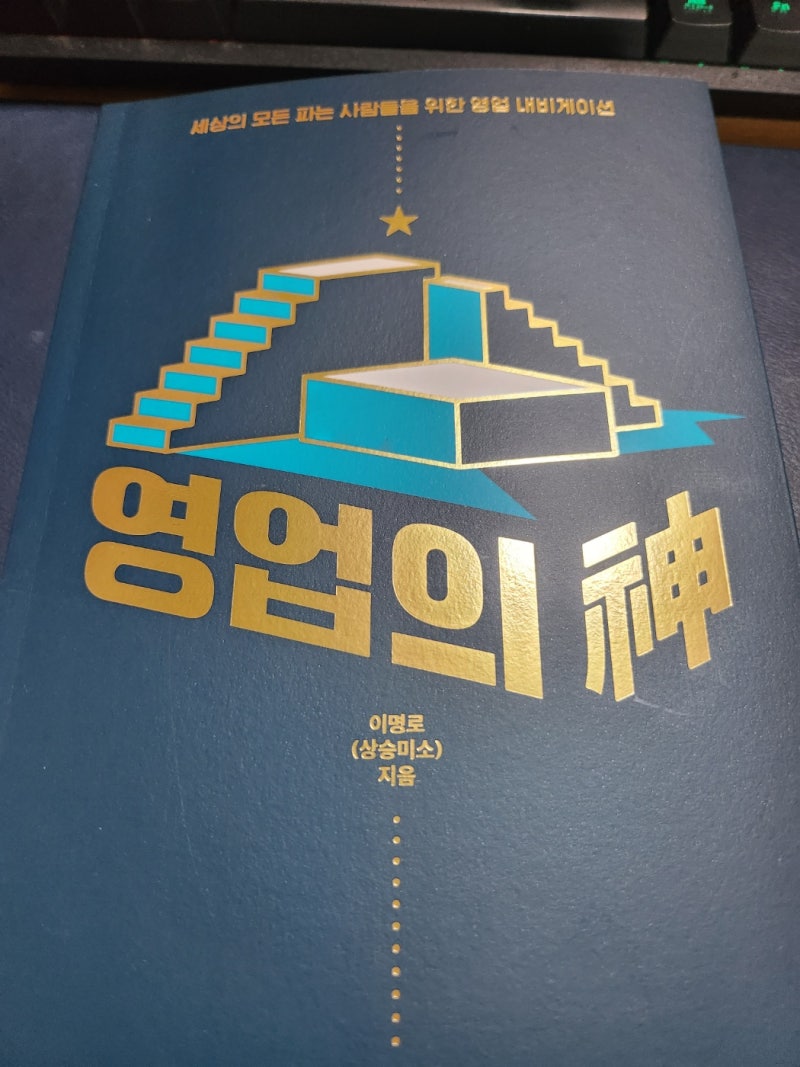 세상의 모든 파는 사람들을 위한 영업 내비게이션
영업의 神
이명로
(상승미소)
지음